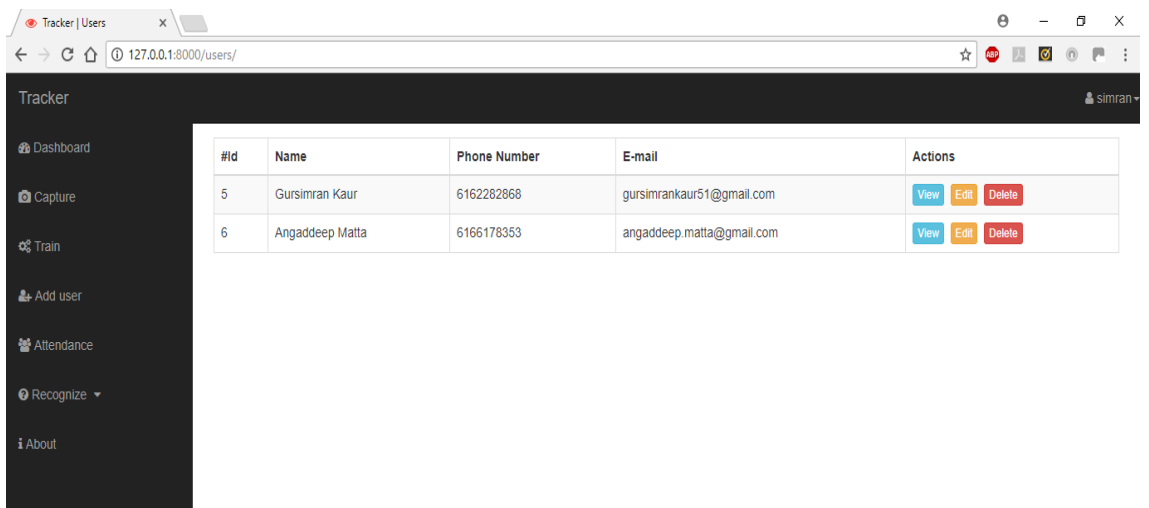 Tracker | Users
127.0.0.1:8000/users/
ABP
Tracker
simran
Dashboard
Capture
Train
Add user
Attendance
Recognize
About
#Id Name Phone Number E-mail Actions
5 Gursimran Kaur 6162282868 gursimrankaur51@gmail.com View Edit Delete
6 Angaddeep Matta 6166178353 angaddeep.matta@gmail.com View Edit Delete